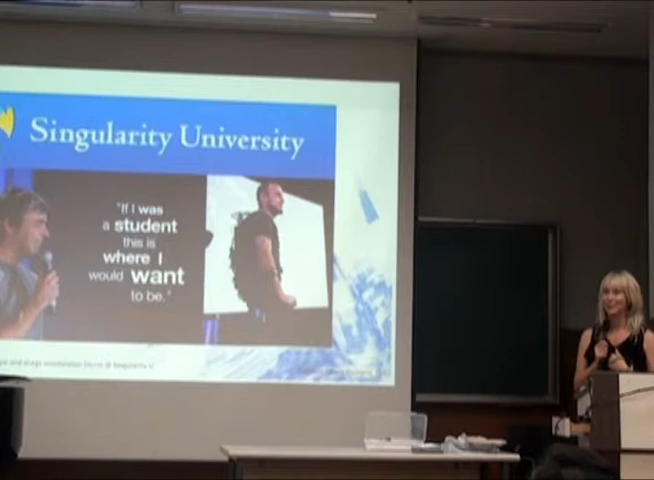 Singularity University
"If I was
a student
this is
where I
would want
to be."